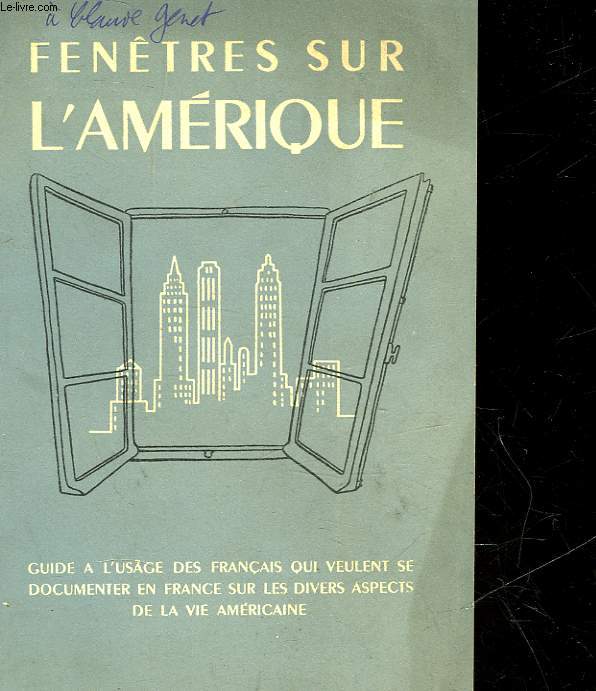 Le-livre.com
a Claude Genet
FENÊTRES SUR
L'AMÉRIQUE
GUIDE A L'USAGE DES FRANÇAIS QUI VEULENT SE
DOCUMENTER EN FRANCE SUR LES DIVERS ASPECTS
DE LA VIE AMÉRICAINE